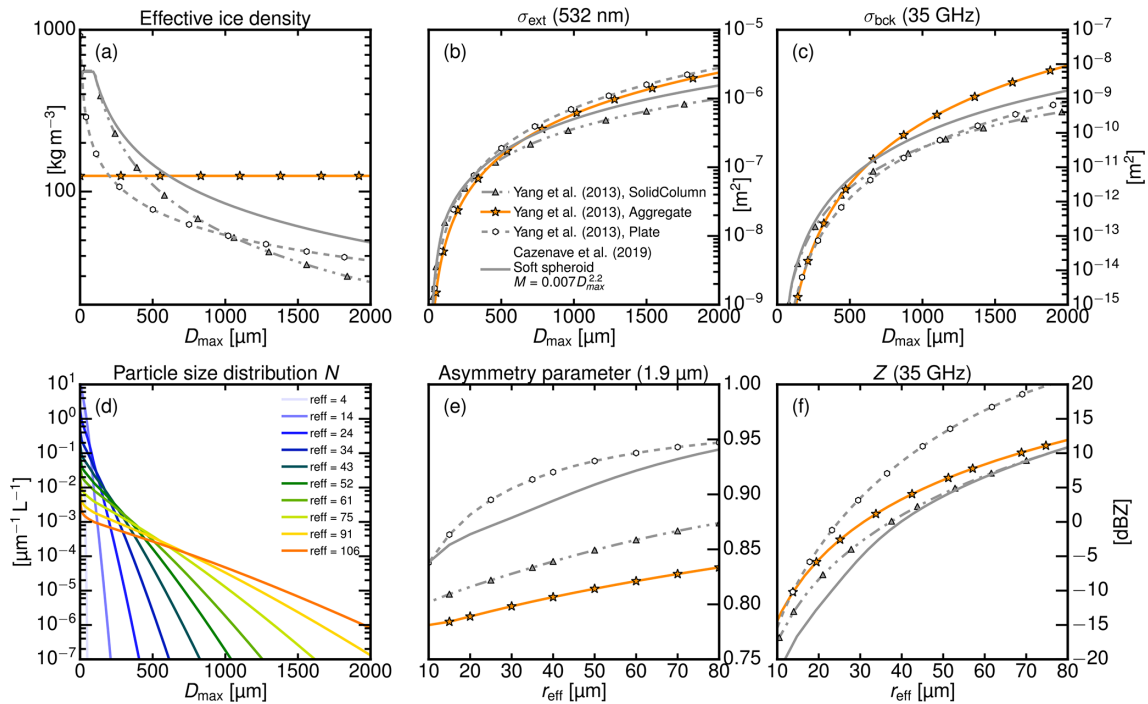 Effective ice density
σext (532 nm)
σbck (35 GHz)
(a)
(b)
(c)
1000
100
[kg m⁻³]
0 500 1000 1500 2000
Dmax [µm]
10⁻⁵
10⁻⁶
10⁻⁷
10⁻⁸
10⁻⁹
[m²]
Yang et al. (2013), SolidColumn
Yang et al. (2013), Aggregate
Yang et al. (2013), Plate
Cazenave et al. (2019)
Soft spheroid
M = 0.007D²·²max
0 500 1000 1500 2000
Dmax [µm]
10⁻⁷
10⁻⁸
10⁻⁹
10⁻¹⁰
10⁻¹¹
10⁻¹²
10⁻¹³
10⁻¹⁴
10⁻¹⁵
[m²]
0 500 1000 1500 2000
Dmax [µm]
Particle size distribution N
Asymmetry parameter (1.9 µm)
Z (35 GHz)
(d)
(e)
(f)
10¹
10⁰
10⁻¹
10⁻²
10⁻³
10⁻⁴
10⁻⁵
10⁻⁶
10⁻⁷
[µm⁻¹ L⁻¹]
reff = 4
reff = 14
reff = 24
reff = 34
reff = 43
reff = 52
reff = 61
reff = 75
reff = 91
reff = 106
0 500 1000 1500 2000
Dmax [µm]
1.00
0.95
0.90
0.85
0.80
0.75
10 20 30 40 50 60 70 80
reff [µm]
20
15
10
5
0
−5
−10
−15
−20
[dBZ]
10 20 30 40 50 60 70 80
reff [µm]